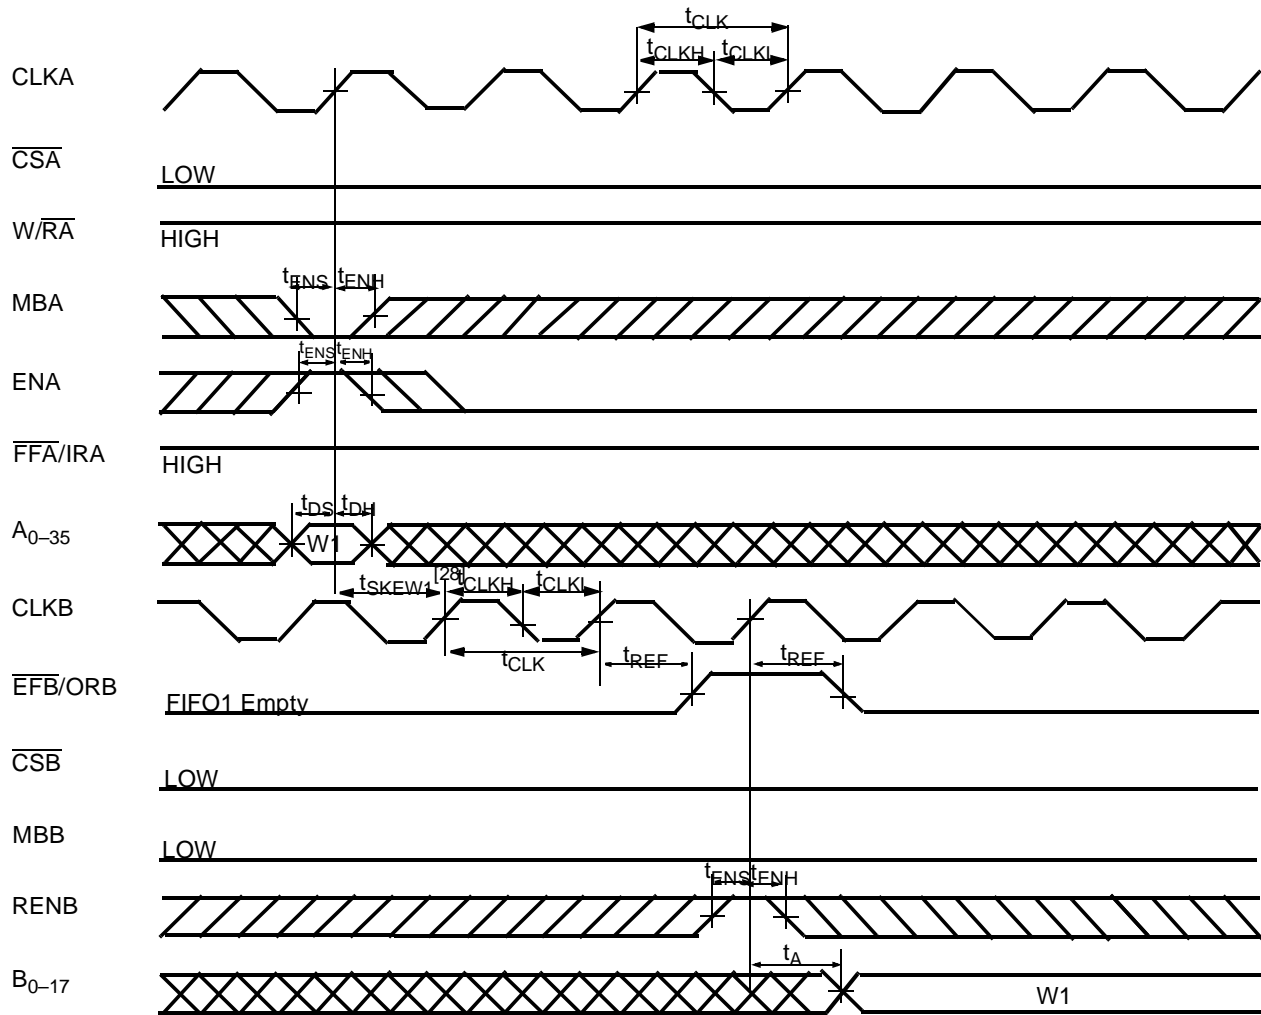 tCLK
tCLKH tCLKL
CLKA
CSA
LOW
W/RA
HIGH
tENS tENH
MBA
tENS tENH
ENA
FFA/IRA
HIGH
tDS tDH
A0–35
W1
[28]
tSKEW1 tCLKH tCLKL
CLKB
tCLK
tREF tREF
EFB/ORB
FIFO1 Empty
CSB
LOW
MBB
LOW
tENS tENH
RENB
tA
B0–17
W1